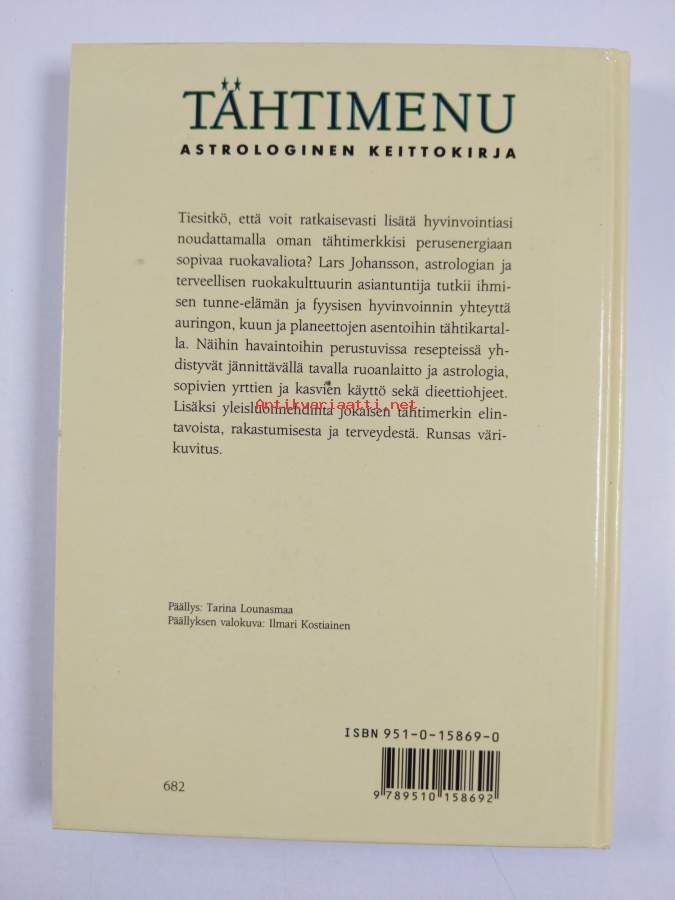 TÄHTIMENU
ASTROLOGINEN KEITTOKIRJA
Tiesitkö, että voit ratkaisevasti lisätä hyvinvointiasi
noudattamalla oman tähtimerkkisi perusenergiaan
sopivaa ruokavaliota? Lars Johansson, astrologian ja
terveellisen ruokakulttuurin asiantuntija tutkii ihmi-
sen tunne-elämän ja fyysisen hyvinvoinnin yhteyttä
auringon, kuun ja planeettojen asentoihin tähtikartal-
la. Näihin havaintoihin perustuvissa resepteissä yh-
distyvät jännittävällä tavalla ruoanlaitto ja astrologia,
sopivien yrttien ja kasvien käyttö sekä dieettiohjeet.
Antikvariaatti.net
Lisäksi yleisluonnehdinta jokaisen tähtimerkin elin-
tavoista, rakastumisesta ja terveydestä. Runsas väri-
kuvitus.
Päällys: Tarina Lounasmaa
Päällyksen valokuva: Ilmari Kostiainen
ISBN 951-0-15869-0
682
9 789510 158692